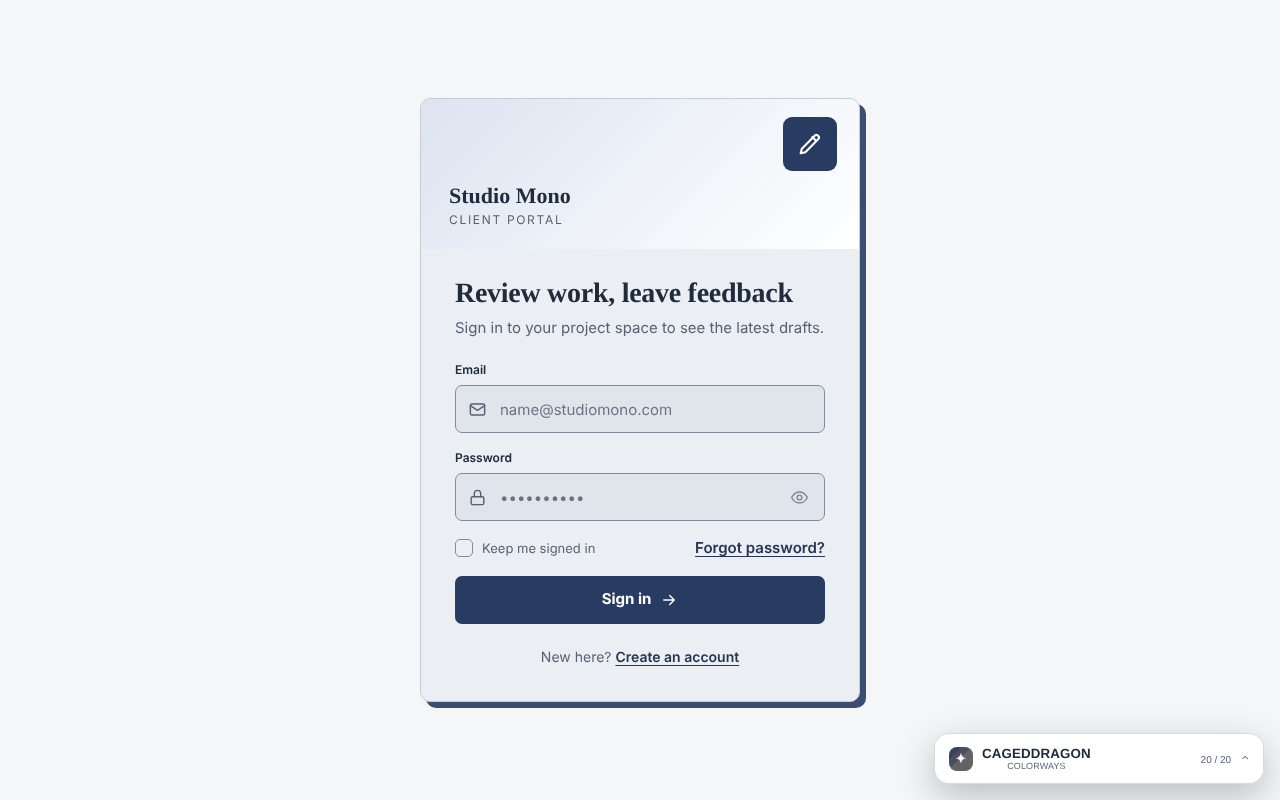 Studio Mono
CLIENT PORTAL
Review work, leave feedback
Sign in to your project space to see the latest drafts.
Email
name@studiomono.com
Password
••••••••••
Keep me signed in
Forgot password?
Sign in →
New here? Create an account
CAGEDDRAGON
COLORWAYS
20 / 20